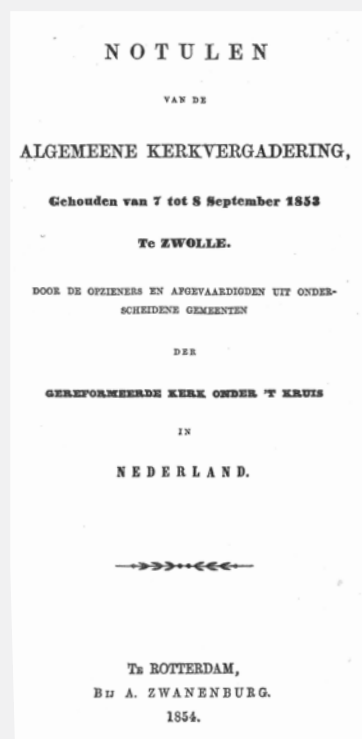 NOTULEN
VAN DE
ALGEMEENE KERKVERGADERING,
Gehouden van 7 tot 8 September 1853
Te ZWOLLE.
DOOR DE OPZIENERS EN AFGEVAARDIGDEN UIT ONDER-
SCHEIDENE GEMEENTEN
DER
GEREFORMEERDE KERK ONDER 'T KRUIS
IN
NEDERLAND.
Te ROTTERDAM,
Bij A. ZWANENBURG.
1854.